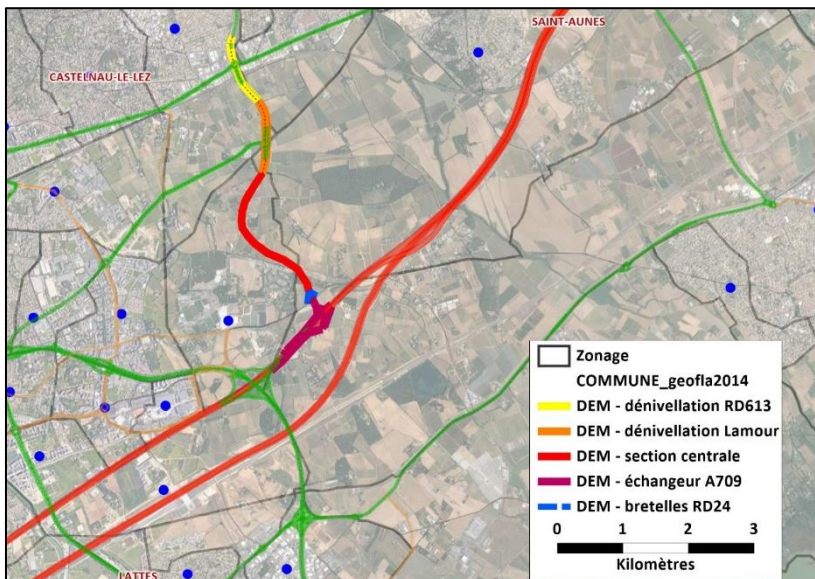 SAINT-AUNES
CASTELNAU-LE-LEZ
LATTES
Zonage
COMMUNE_geofla2014
DEM - dénivellation RD613
DEM - dénivellation Lamour
DEM - section centrale
DEM - échangeur A709
DEM - bretelles RD24
0 1 2 3
Kilomètres